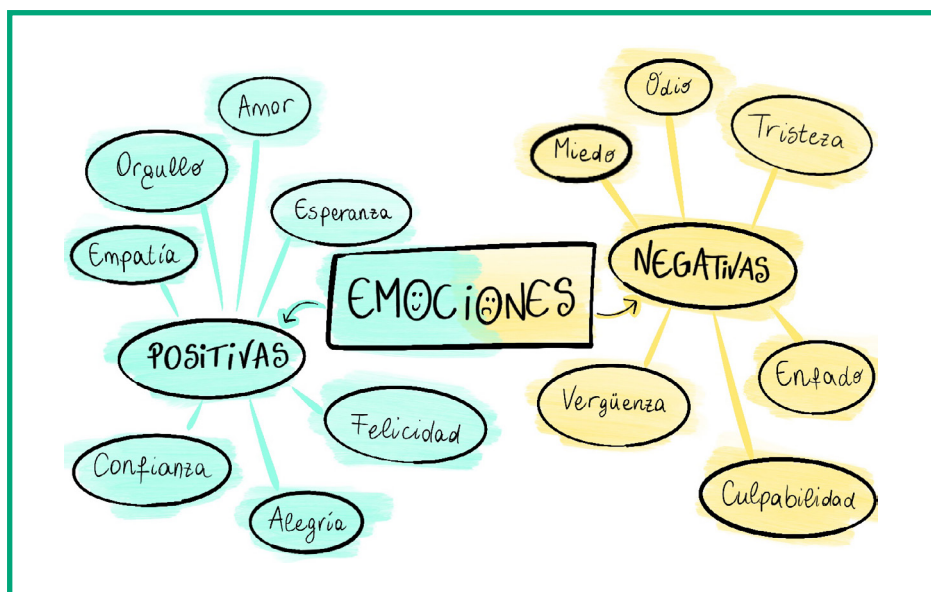 EMOCIONES
POSITIVAS
Amor
Orgullo
Esperanza
Empatía
Felicidad
Confianza
Alegría
NEGATIVAS
Odio
Tristeza
Miedo
Enfado
Vergüenza
Culpabilidad